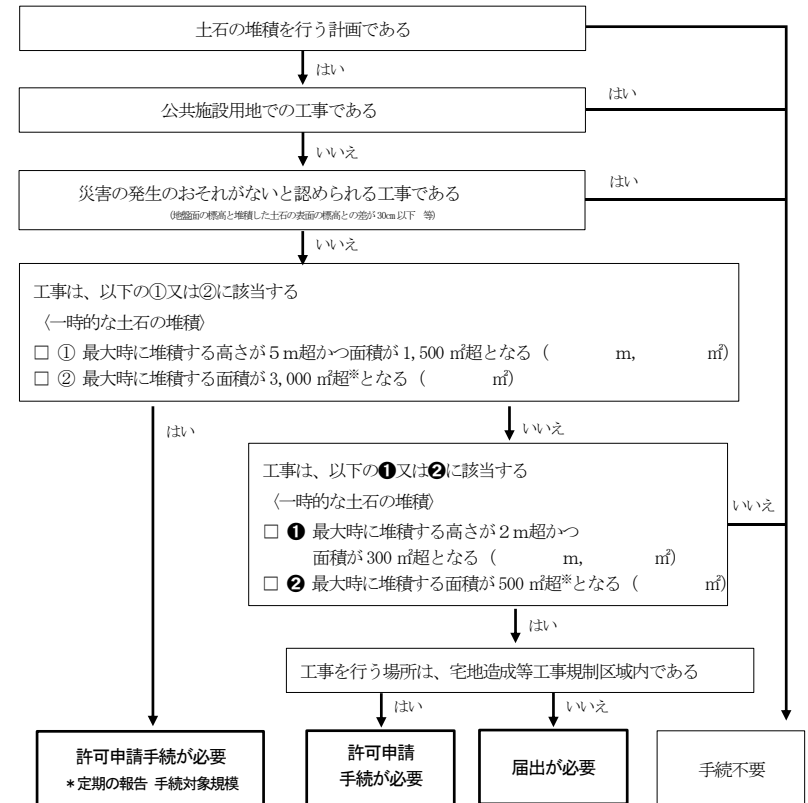 土石の堆積を行う計画である
はい
公共施設用地での工事である
はい
いいえ
災害の発生のおそれがないと認められる工事である
(地盤面の標高と堆積した土石の表面の標高との差が30cm以下 等)
はい
いいえ
工事は、以下の①又は②に該当する
〈一時的な土石の堆積〉
□ ① 最大時に堆積する高さが５ｍ超かつ面積が1,500 ㎡超となる ( m, ㎡)
□ ② 最大時に堆積する面積が3,000 ㎡超※となる ( ㎡)
はい
いいえ
工事は、以下の❶又は❷に該当する
〈一時的な土石の堆積〉
□ ❶ 最大時に堆積する高さが２ｍ超かつ
面積が300 ㎡超となる ( m, ㎡)
□ ❷ 最大時に堆積する面積が500 ㎡超※となる ( ㎡)
いいえ
はい
工事を行う場所は、宅地造成等工事規制区域内である
はい
いいえ
許可申請手続が必要
＊定期の報告 手続対象規模
許可申請
手続が必要
届出が必要
手続不要